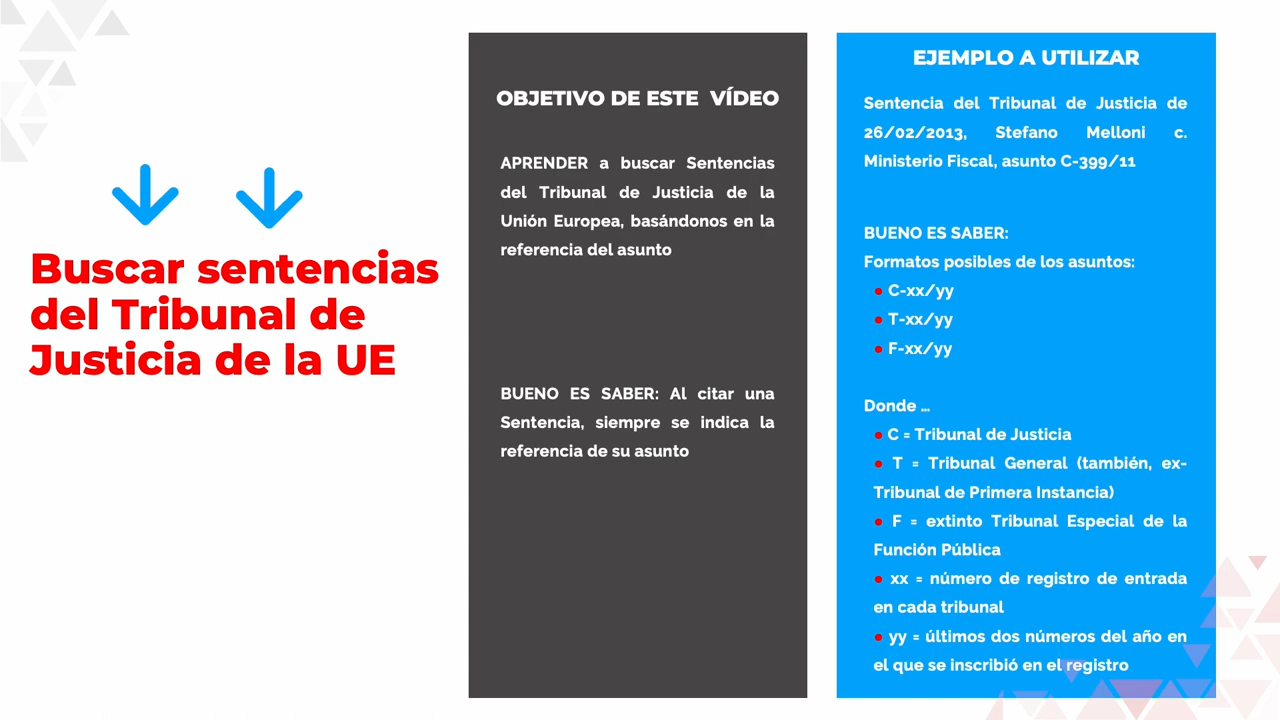 Buscar sentencias
del Tribunal de
Justicia de la UE
OBJETIVO DE ESTE VÍDEO
APRENDER a buscar Sentencias
del Tribunal de Justicia de la
Unión Europea, basándonos en la
referencia del asunto
BUENO ES SABER: Al citar una
Sentencia, siempre se indica la
referencia de su asunto
EJEMPLO A UTILIZAR
Sentencia del Tribunal de Justicia de
26/02/2013, Stefano Melloni c.
Ministerio Fiscal, asunto C-399/11
BUENO ES SABER:
Formatos posibles de los asuntos:
• C-xx/yy
• T-xx/yy
• F-xx/yy
Donde ...
• C = Tribunal de Justicia
• T = Tribunal General (también, ex-
Tribunal de Primera Instancia)
• F = extinto Tribunal Especial de la
Función Pública
• xx = número de registro de entrada
en cada tribunal
• yy = últimos dos números del año en
el que se inscribió en el registro